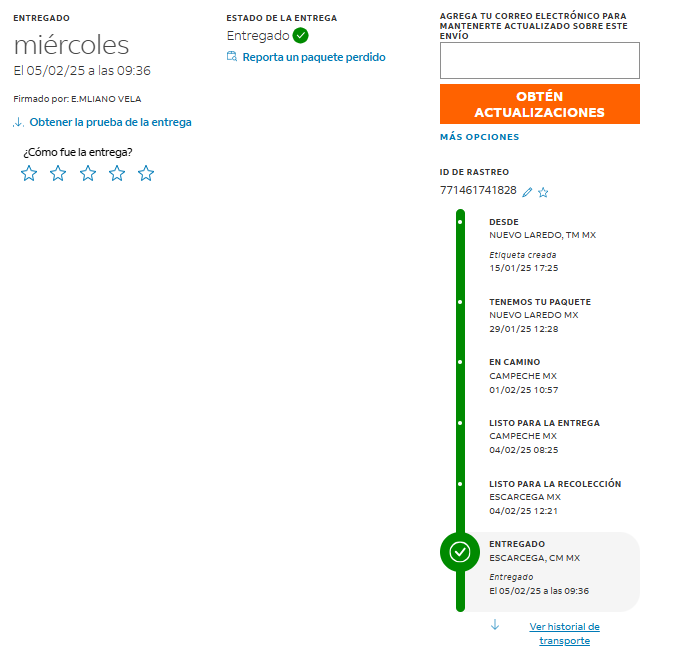 ENTREGADO
miércoles
El 05/02/25 a las 09:36
Firmado por: E.MLIANO VELA
Obtener la prueba de la entrega
¿Cómo fue la entrega?
ESTADO DE LA ENTREGA
Entregado
Reporta un paquete perdido
AGREGA TU CORREO ELECTRÓNICO PARA
MANTENERTE ACTUALIZADO SOBRE ESTE
ENVÍO
OBTÉN
ACTUALIZACIONES
MÁS OPCIONES
ID DE RASTREO
771461741828
DESDE
NUEVO LAREDO, TM MX
Etiqueta creada
15/01/25 17:25
TENEMOS TU PAQUETE
NUEVO LAREDO MX
29/01/25 12:28
EN CAMINO
CAMPECHE MX
01/02/25 10:57
LISTO PARA LA ENTREGA
CAMPECHE MX
04/02/25 08:25
LISTO PARA LA RECOLECCIÓN
ESCARCEGA MX
04/02/25 12:21
ENTREGADO
ESCARCEGA, CM MX
Entregado
El 05/02/25 a las 09:36
Ver historial de
transporte